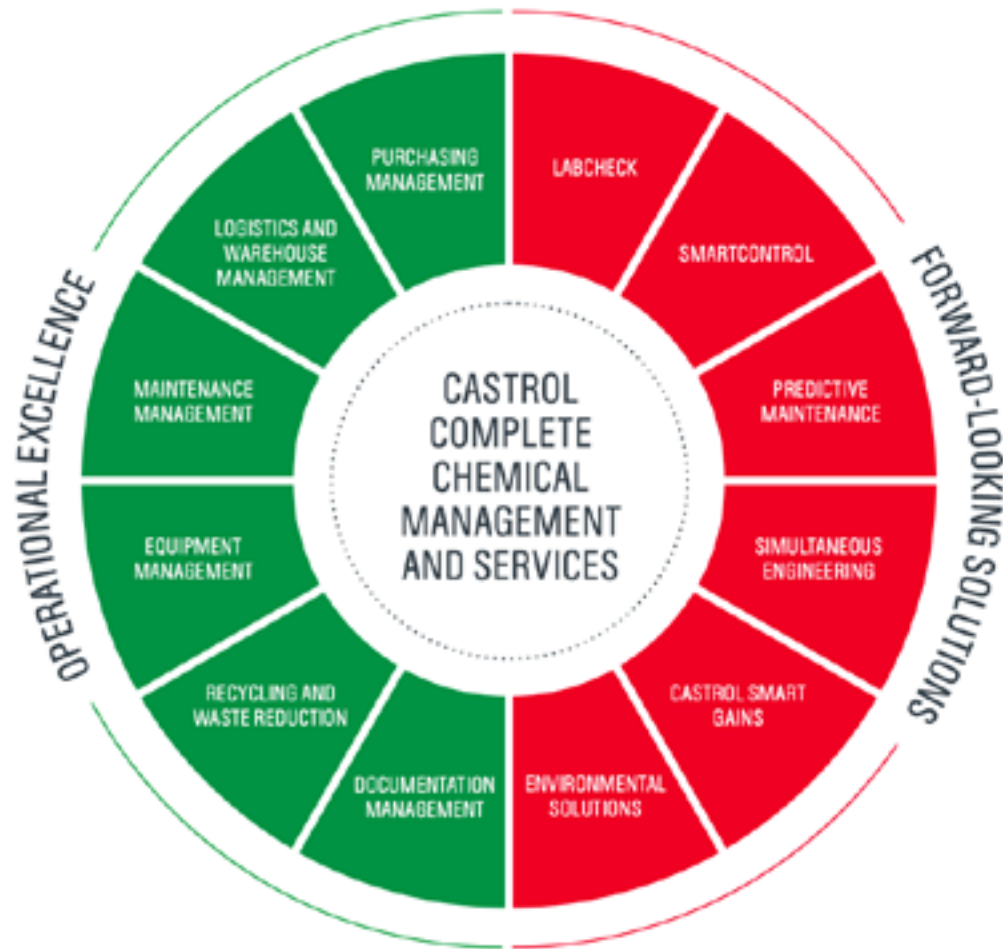 PURCHASING
MANAGEMENT
LABCHECK
LOGISTICS AND
WAREHOUSE
MANAGEMENT
SMARTCONTROL
MAINTENANCE
MANAGEMENT
PREDICTIVE
MAINTENANCE
OPERATIONAL EXCELLENCE
CASTROL
COMPLETE
CHEMICAL
MANAGEMENT
AND SERVICES
FORWARD-LOOKING SOLUTIONS
EQUIPMENT
MANAGEMENT
SIMULTANEOUS
ENGINEERING
RECYCLING AND
WASTE REDUCTION
CASTROL SMART
GAINS
DOCUMENTATION
MANAGEMENT
ENVIRONMENTAL
SOLUTIONS